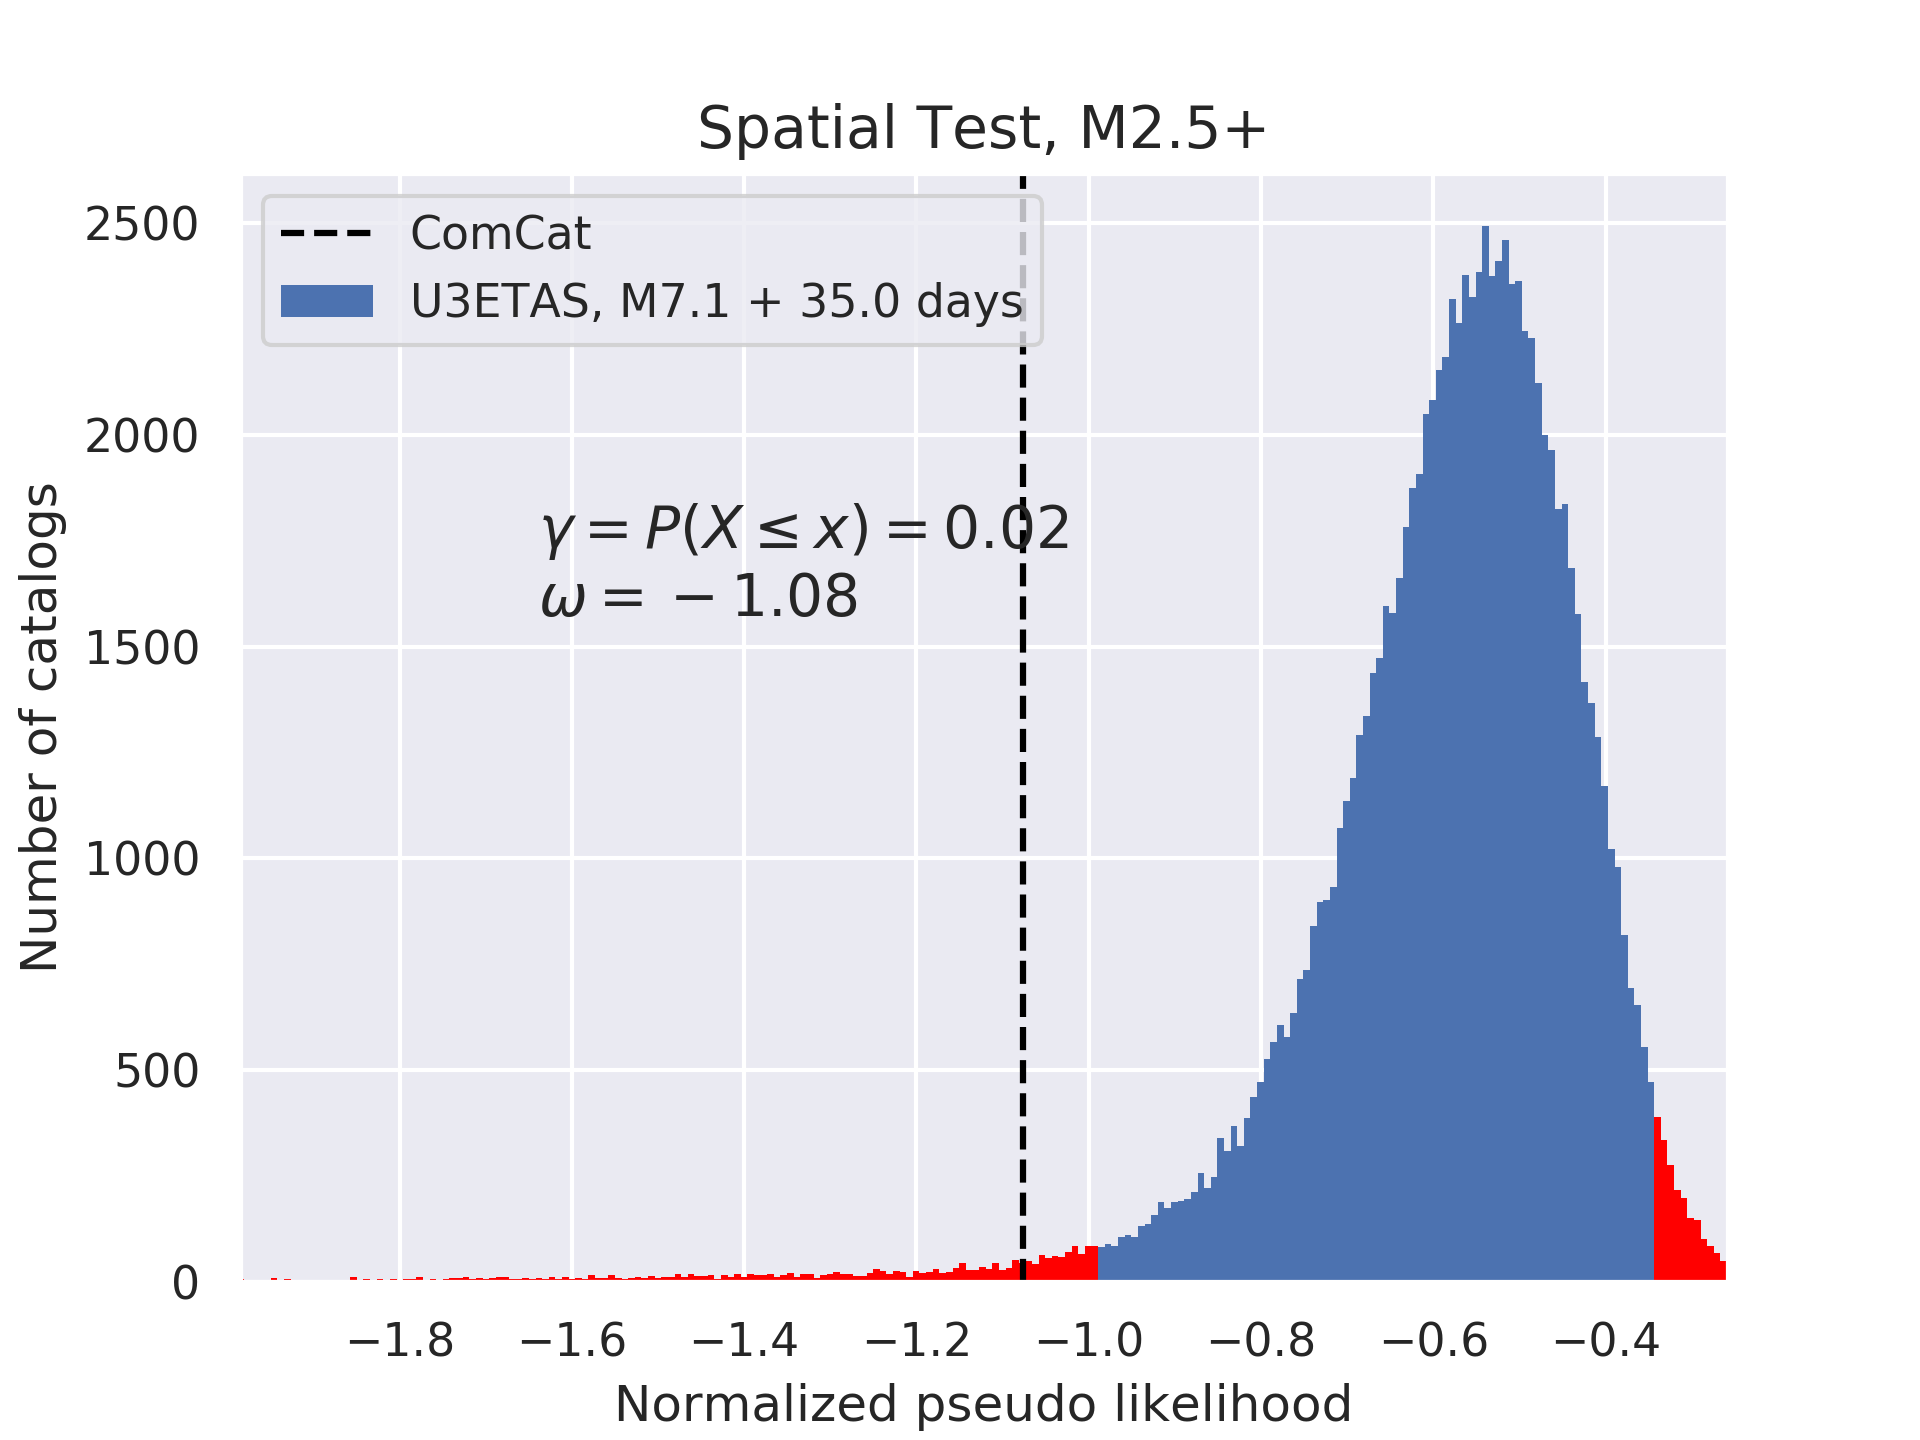 Spatial Test, M2.5+
ComCat
U3ETAS, M7.1 + 35.0 days
γ = P(X ≤ x) = 0.02
ω = −1.08
Number of catalogs
2500
2000
1500
1000
500
0
−1.8 −1.6 −1.4 −1.2 −1.0 −0.8 −0.6 −0.4
Normalized pseudo likelihood